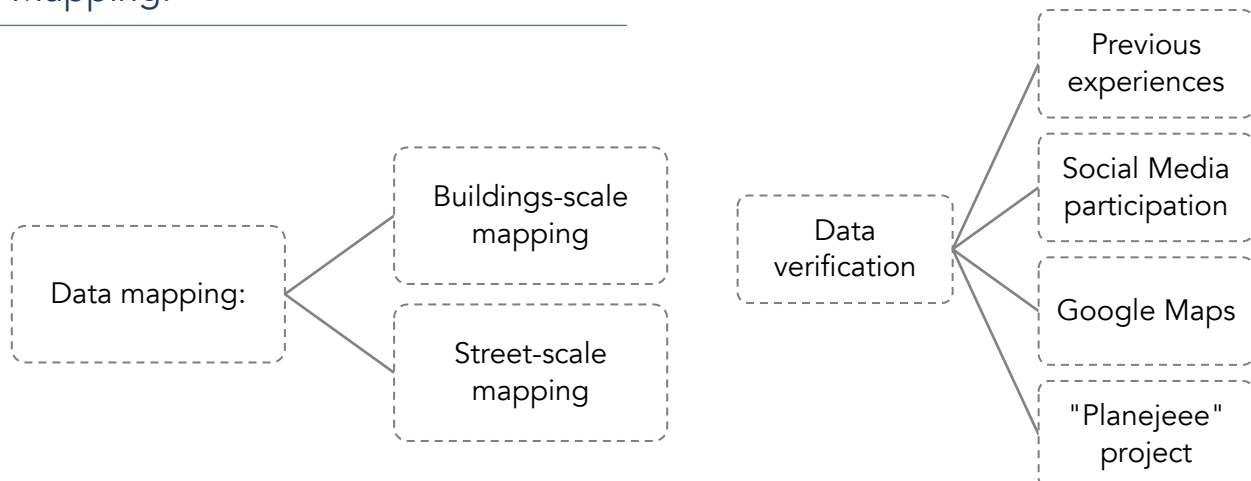 mapping:
Data mapping:
Buildings-scale
mapping
Street-scale
mapping
Data
verification
Previous
experiences
Social Media
participation
Google Maps
"Planejeee"
project